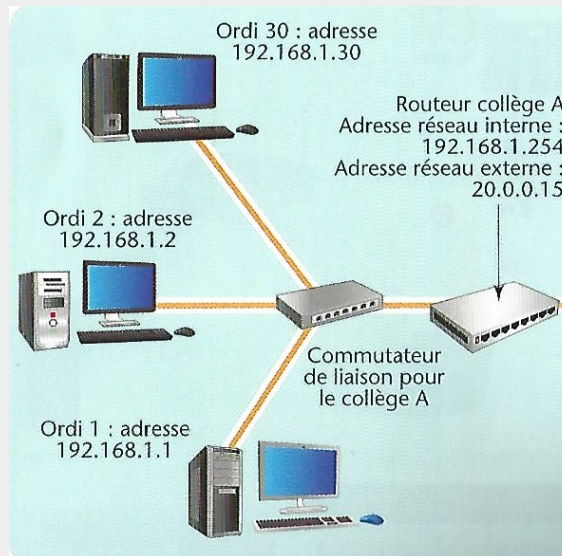 Ordi 30 : adresse
192.168.1.30
Routeur collège A
Adresse réseau interne :
192.168.1.254
Adresse réseau externe :
20.0.0.15
Ordi 2 : adresse
192.168.1.2
Commutateur
de liaison pour
le collège A
Ordi 1 : adresse
192.168.1.1